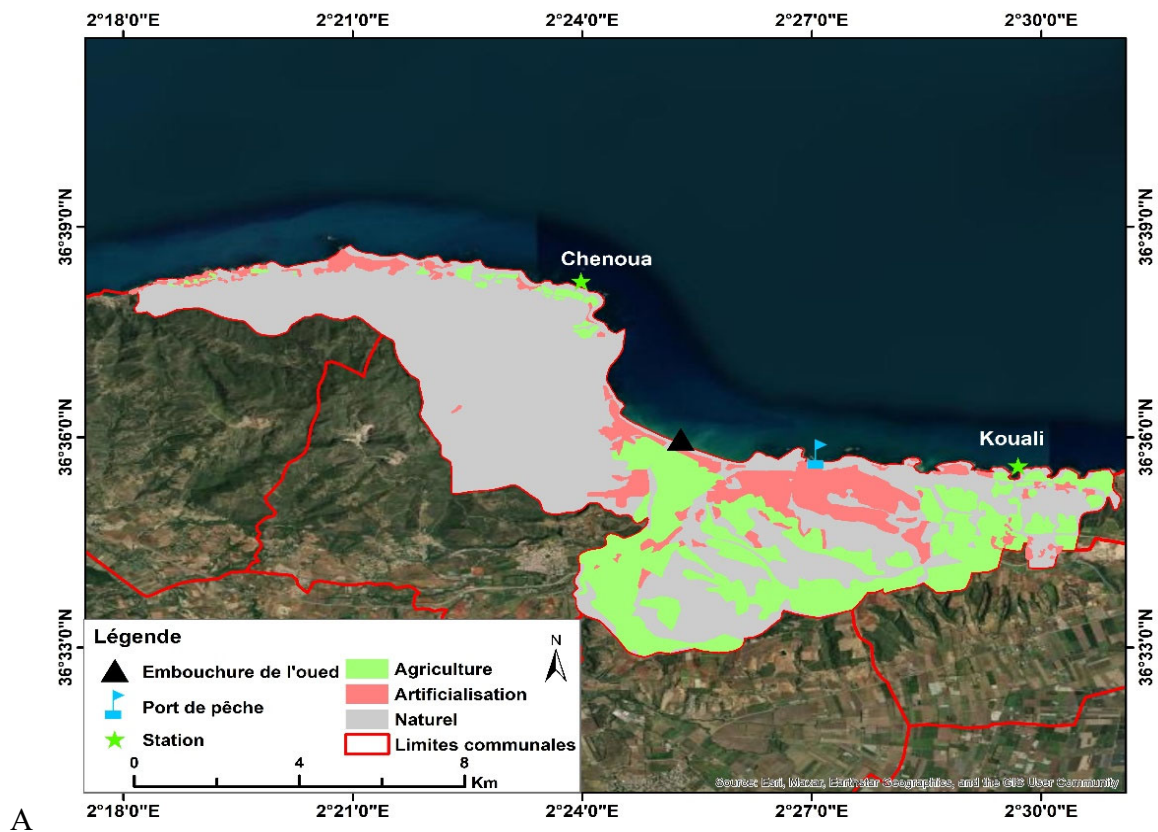 2°18'0"E 2°21'0"E 2°24'0"E 2°27'0"E 2°30'0"E
36°39'0"N 36°39'0"N
Chenoua
36°36'0"N 36°36'0"N
Kouali
36°33'0"N 36°33'0"N
Légende
Embouchure de l'oued
Port de pêche
Station
Agriculture
Artificialisation
Naturel
Limites communales
N
0 4 8
Km
Source: Esri, Maxar, Earthstar Geographics, and the GIS User Community
2°18'0"E 2°21'0"E 2°24'0"E 2°27'0"E 2°30'0"E
A